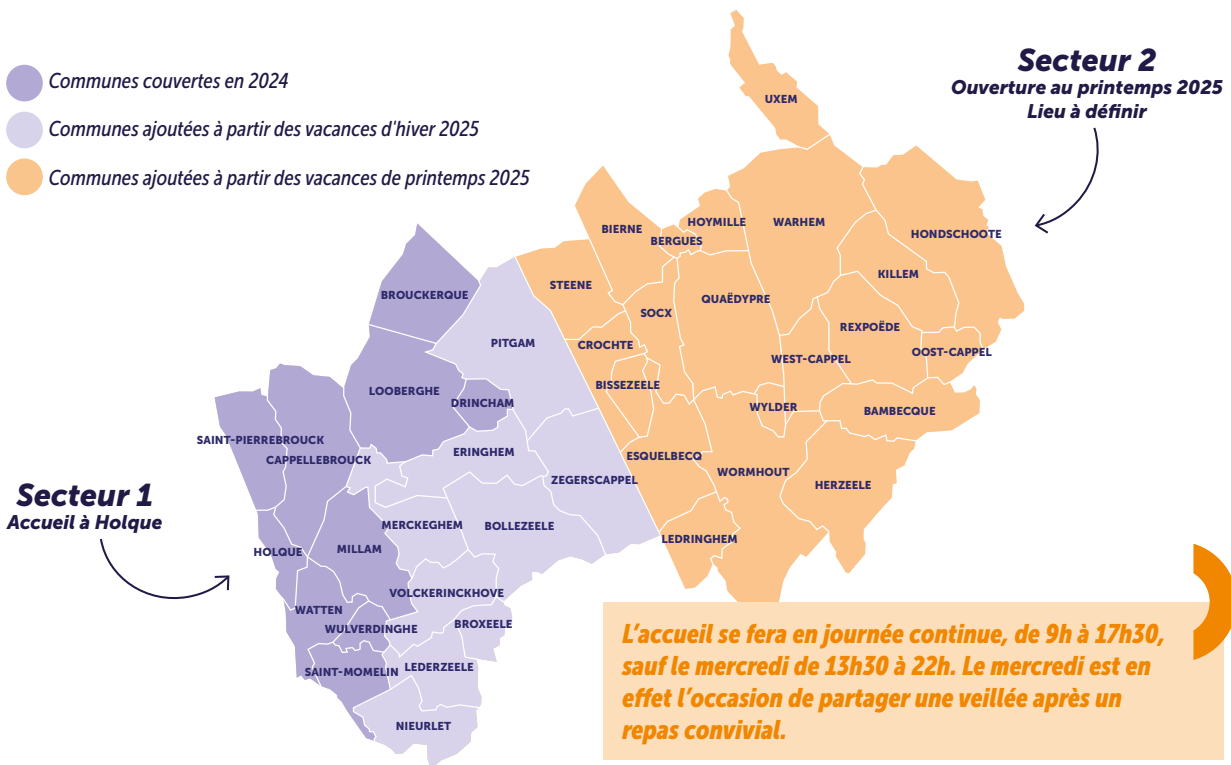 Communes couvertes en 2024
Communes ajoutées à partir des vacances d'hiver 2025
Communes ajoutées à partir des vacances de printemps 2025
Secteur 2
Ouverture au printemps 2025
Lieu à définir
UXEM
HOYMILLE
WARHEM
BIERNE
BERGUES
HONDSCHOOTE
KILLEM
STEENE
BROUCKERQUE
QUAËDYPRE
SOCX
REXPOËDE
PITGAM
CROCHTE
OOST-CAPPEL
WEST-CAPPEL
BISSEZEELE
LOOBERGHE
DRINCHAM
WYLDER
BAMBECQUE
SAINT-PIERREBROUCK
CAPPELLEBROUCK
ERINGHEM
ESQUELBECQ
WORMHOUT
ZEGERSCAPPEL
HERZEELE
Secteur 1
Accueil à Holque
MERCKEGHEM
BOLLEZEELE
LEDRINGHEM
HOLQUE
MILLAM
VOLCKERINCKHOVE
WATTEN
WULVERDINGHE
BROXEELE
SAINT-MOMELIN
LEDERZEELE
NIEURLET
L'accueil se fera en journée continue, de 9h à 17h30,
sauf le mercredi de 13h30 à 22h. Le mercredi est en
effet l'occasion de partager une veillée après un
repas convivial.